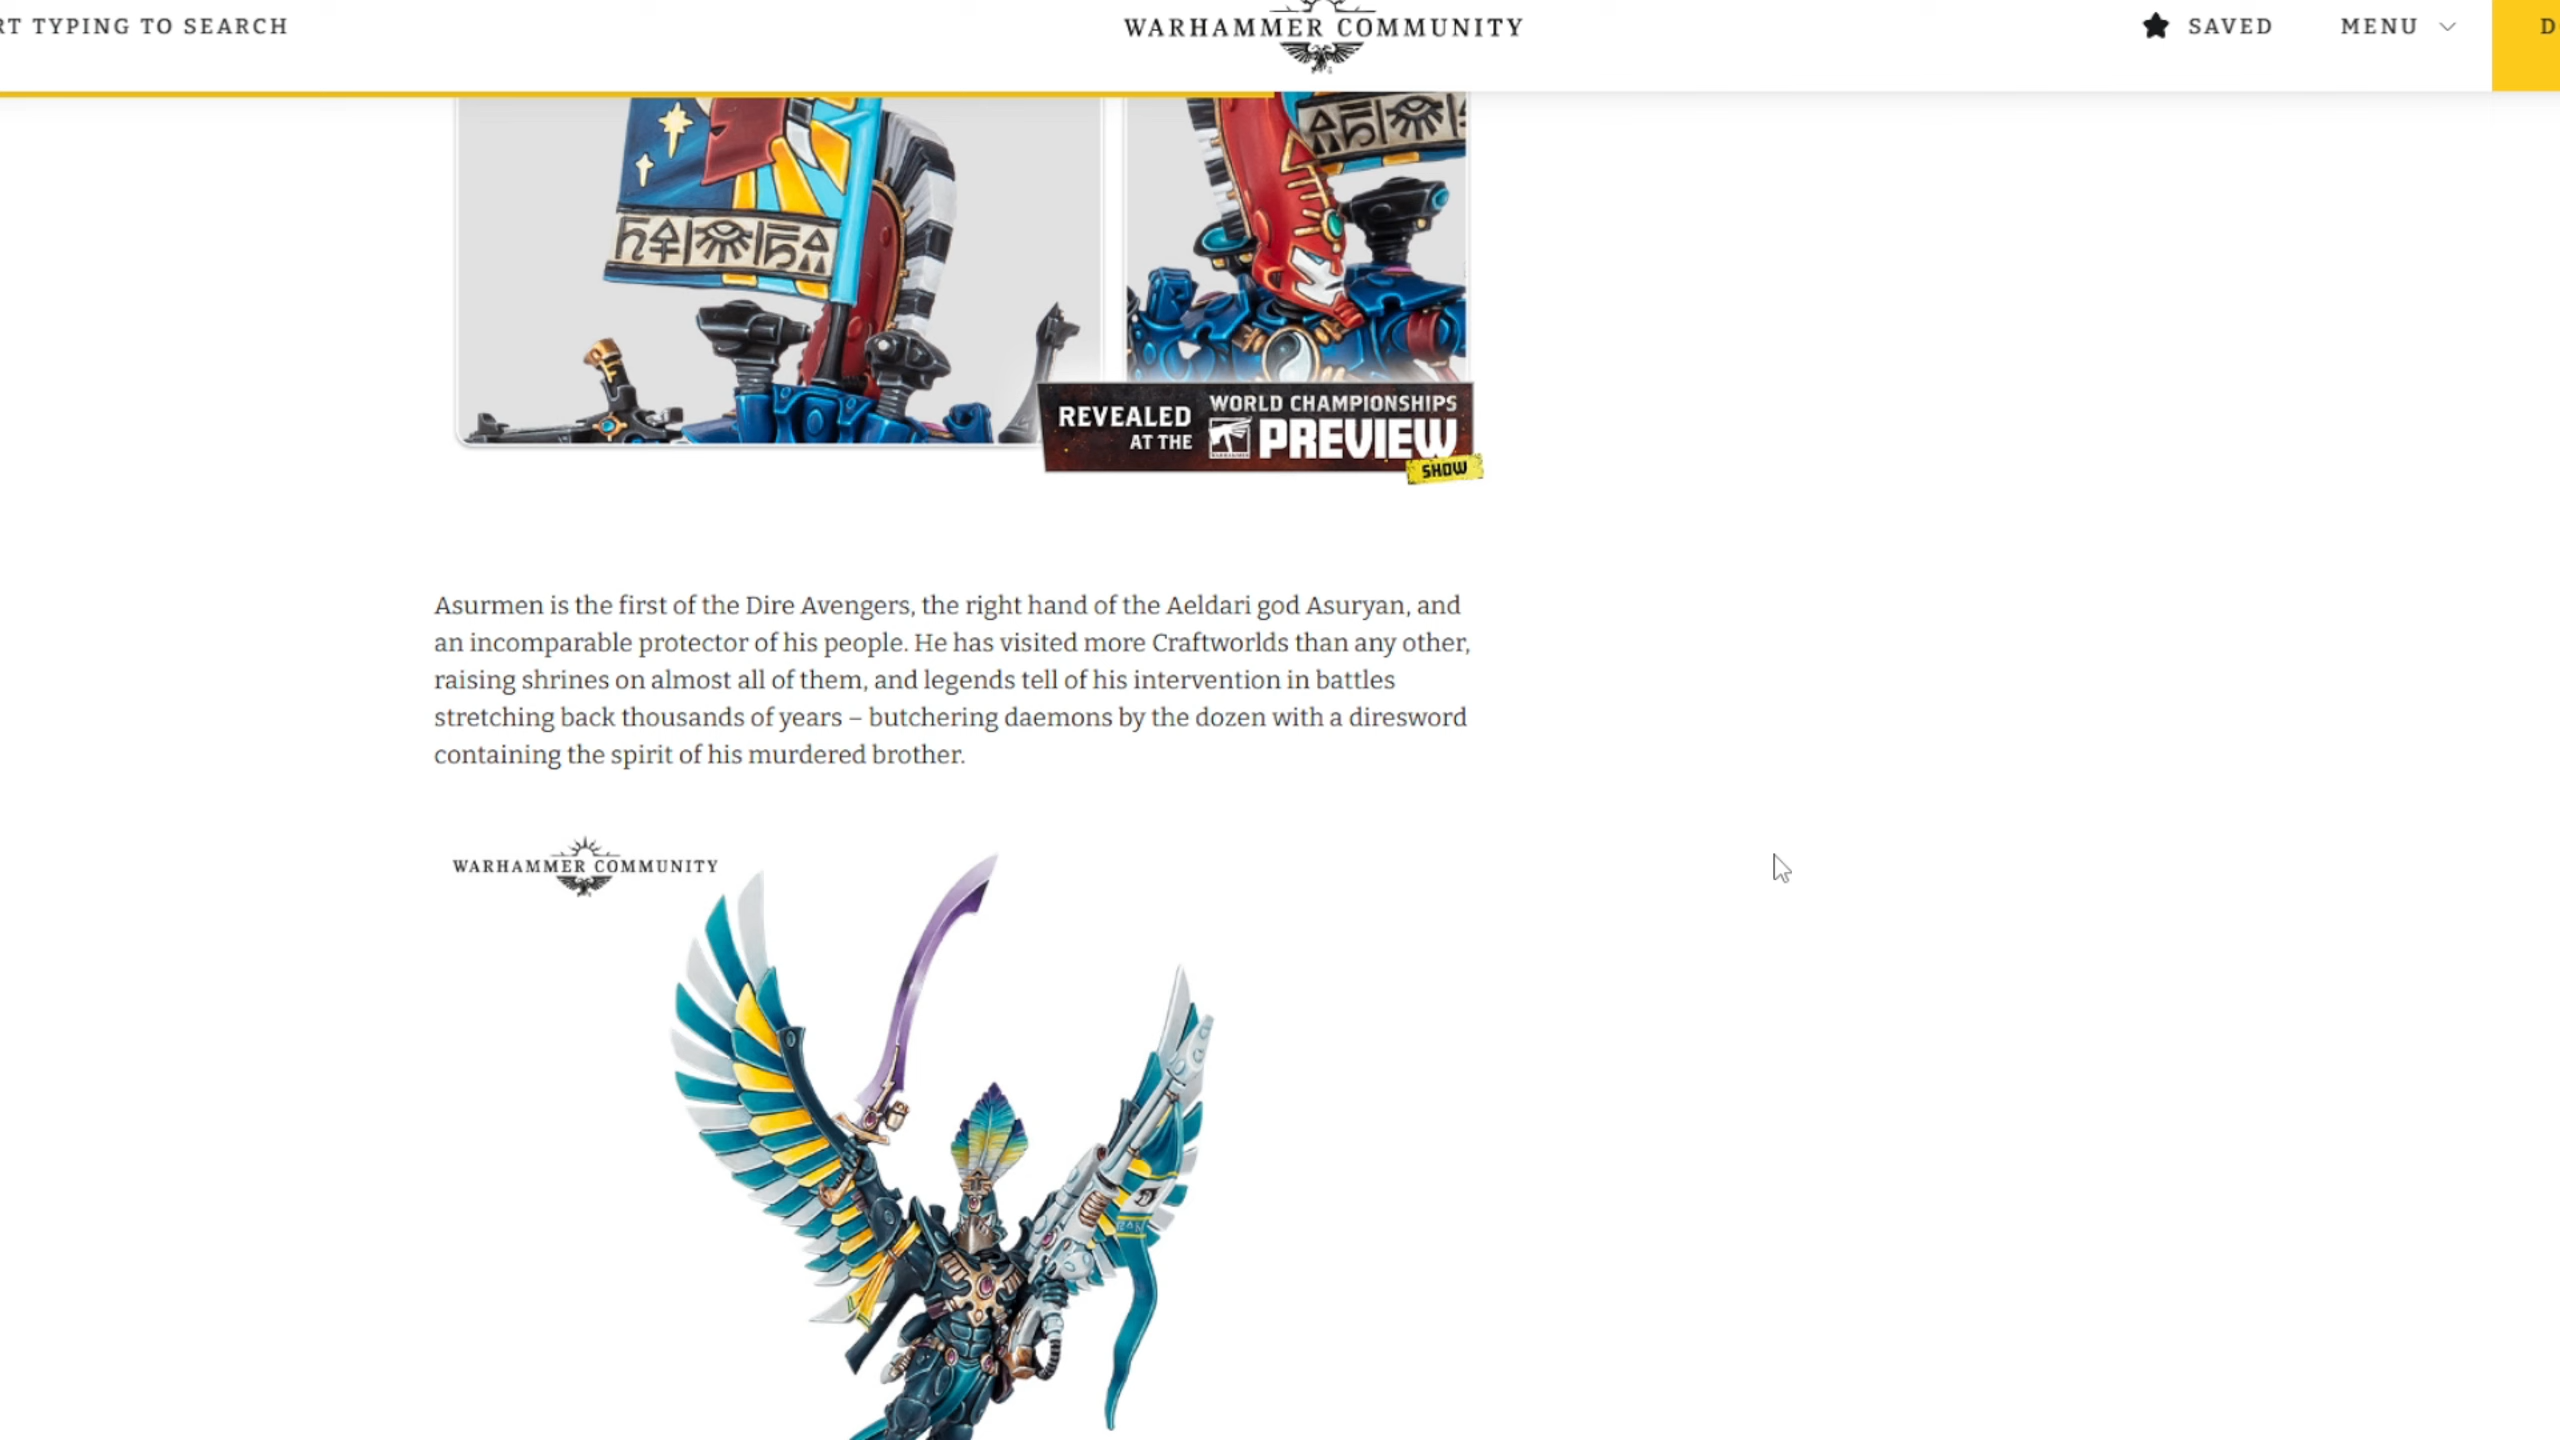 RT TYPING TO SEARCH
WARHAMMER COMMUNITY
SAVED
MENU
D
REVEALED
AT THE
WORLD CHAMPIONSHIPS
PREVIEW
SHOW
Asurmen is the first of the Dire Avengers, the right hand of the Aeldari god Asuryan, and
an incomparable protector of his people. He has visited more Craftworlds than any other,
raising shrines on almost all of them, and legends tell of his intervention in battles
stretching back thousands of years – butchering daemons by the dozen with a diresword
containing the spirit of his murdered brother.
WARHAMMER COMMUNITY